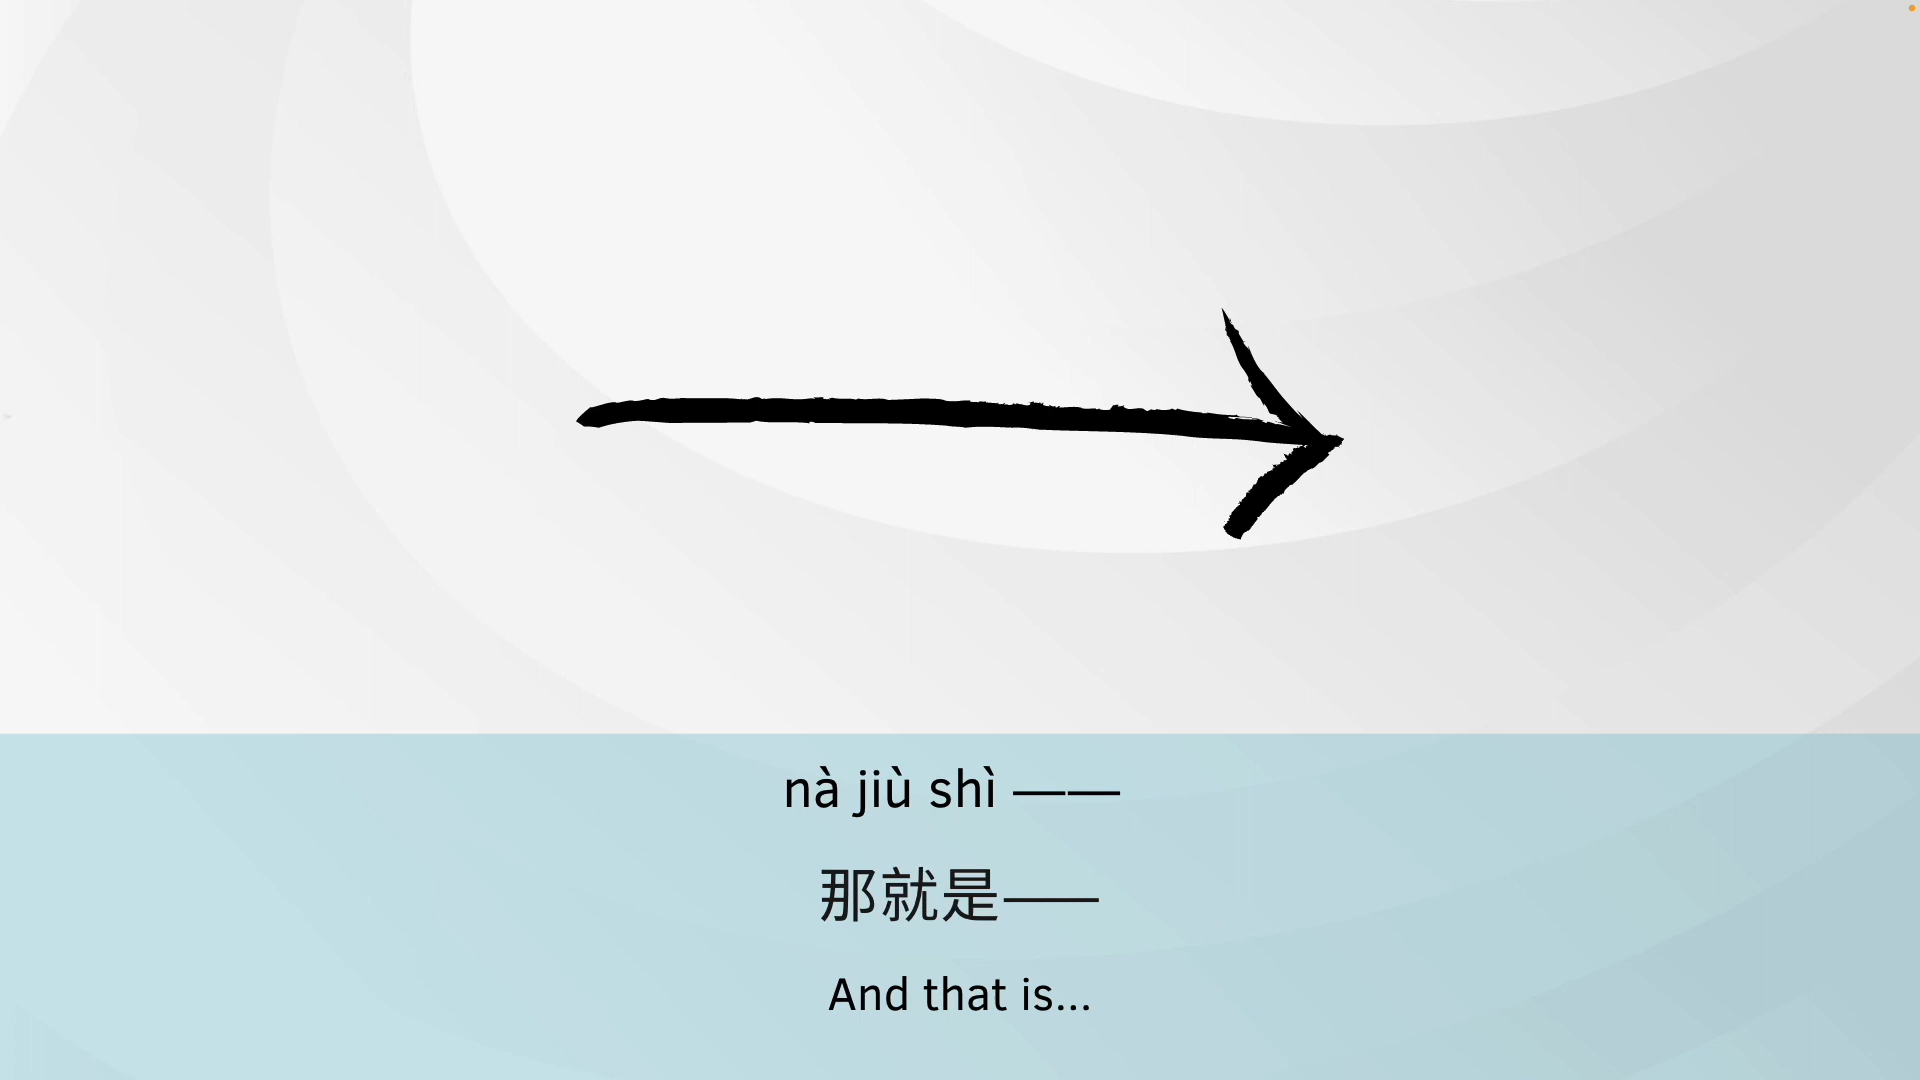 nà jiù shì ——
那就是——
And that is...